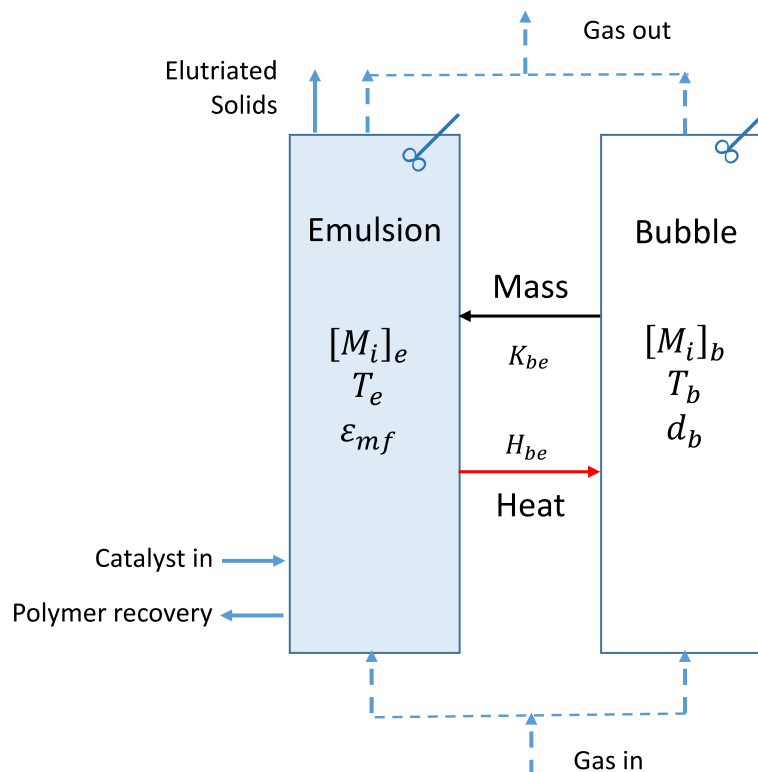 Gas out
Elutriated
Solids
Emulsion
Bubble
Mass
[M_i]_e
T_e
ε_mf
K_be
[M_i]_b
T_b
d_b
H_be
Heat
Catalyst in
Polymer recovery
Gas in